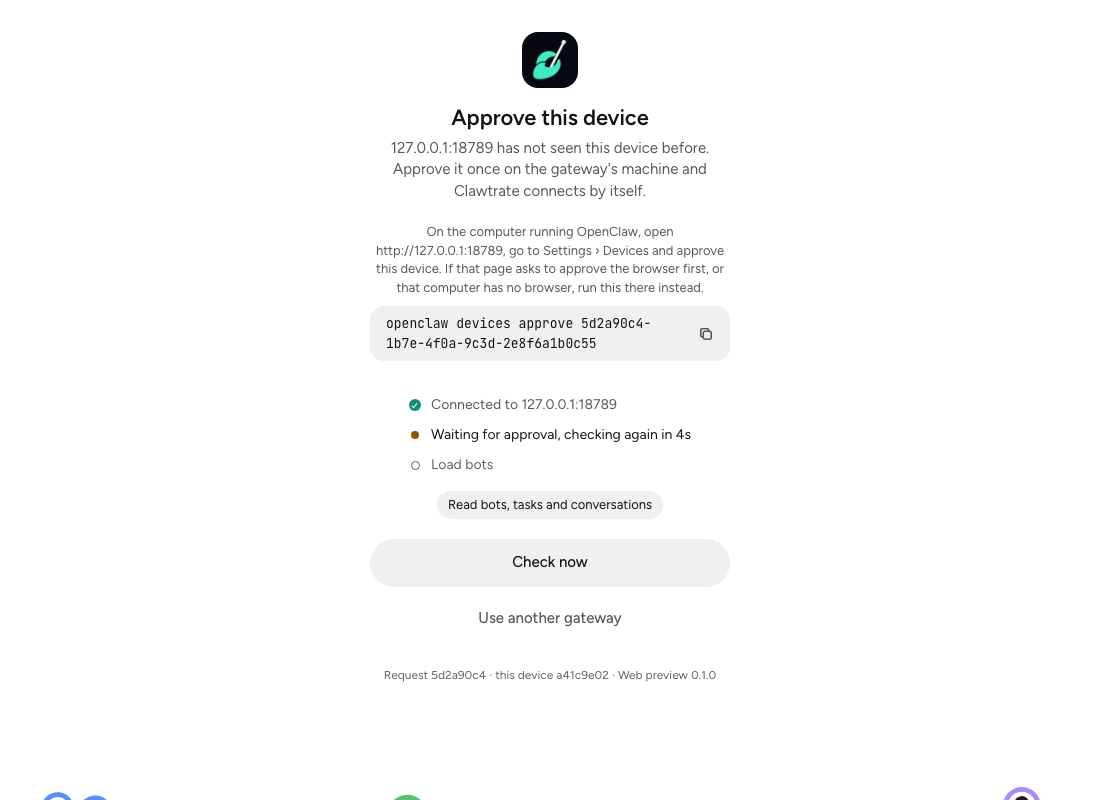 Approve this device
127.0.0.1:18789 has not seen this device before.
Approve it once on the gateway's machine and
Clawtrate connects by itself.
On the computer running OpenClaw, open
http://127.0.0.1:18789, go to Settings › Devices and approve
this device. If that page asks to approve the browser first, or
that computer has no browser, run this there instead.
openclaw devices approve 5d2a90c4-
1b7e-4f0a-9c3d-2e8f6a1b0c55
Connected to 127.0.0.1:18789
Waiting for approval, checking again in 4s
Load bots
Read bots, tasks and conversations
Check now
Use another gateway
Request 5d2a90c4 · this device a41c9e02 · Web preview 0.1.0